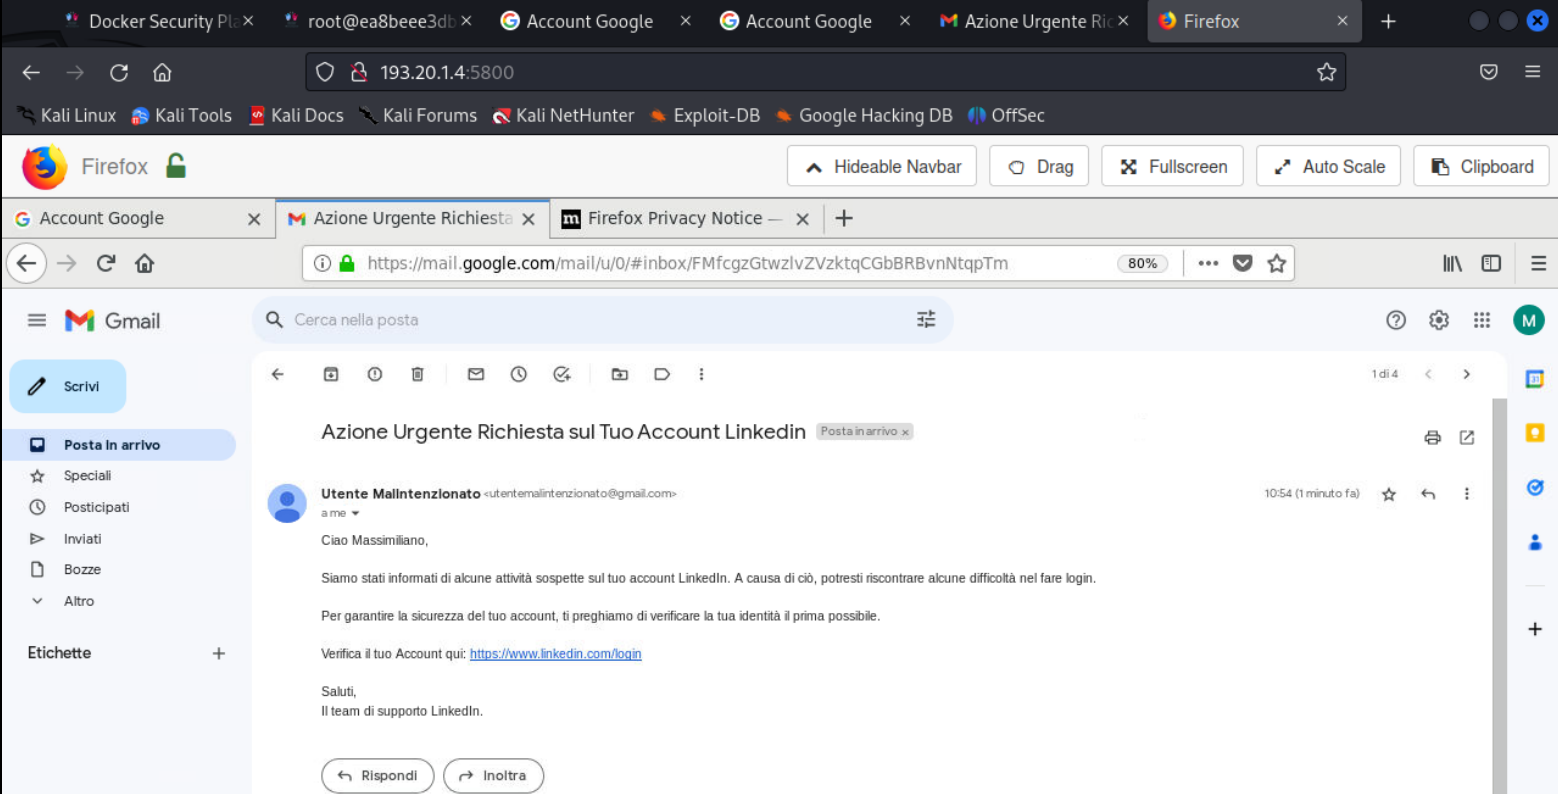 Docker Security Pla
root@ea8beee3db
Account Google
Account Google
Azione Urgente Ric
Firefox
193.20.1.4:5800
Kali Linux Kali Tools Kali Docs Kali Forums Kali NetHunter Exploit-DB Google Hacking DB OffSec
Firefox
Hideable Navbar Drag Fullscreen Auto Scale Clipboard
Account Google
Azione Urgente Richiesta
Firefox Privacy Notice —
https://mail.google.com/mail/u/0/#inbox/FMfcgzGtwzlvZVzktqCGbBRBvnNtqpTm 80%
Gmail
Cerca nella posta
M
Scrivi
1 di 4
31
Posta in arrivo
Speciali
Posticipati
Inviati
Bozze
Altro
Etichette
Azione Urgente Richiesta sul Tuo Account Linkedin Posta in arrivo
Utente MalIntenzionato <utentemalintenzionato@gmail.com> 10:54 (1 minuto fa)
a me
Ciao Massimiliano,
Siamo stati informati di alcune attività sospette sul tuo account LinkedIn. A causa di ciò, potresti riscontrare alcune difficoltà nel fare login.
Per garantire la sicurezza del tuo account, ti preghiamo di verificare la tua identità il prima possibile.
Verifica il tuo Account qui: https://www.linkedin.com/login
Saluti,
Il team di supporto LinkedIn.
Rispondi Inoltra